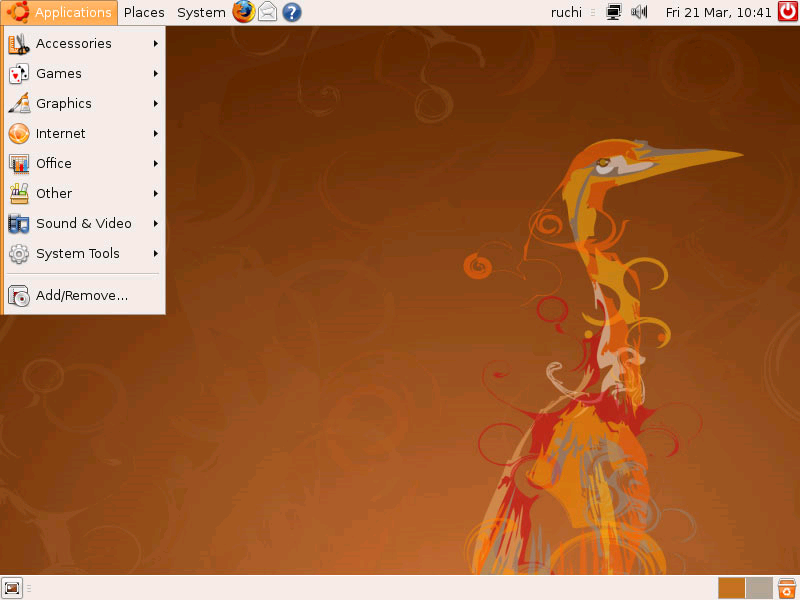 Applications Places System ruchi Fri 21 Mar, 10:41
Accessories
Games
Graphics
Internet
Office
Other
Sound & Video
System Tools
Add/Remove...